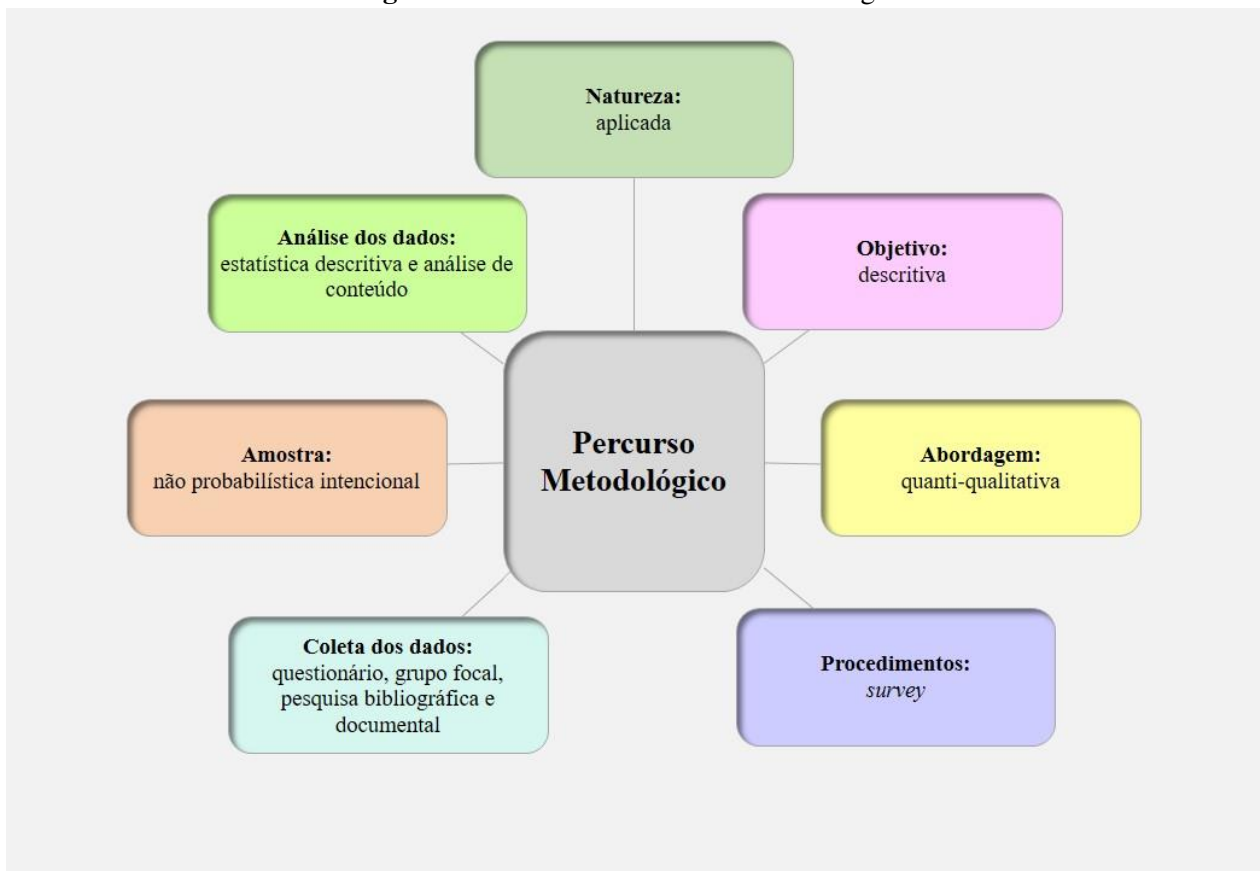 Natureza:
aplicada
Análise dos dados:
estatística descritiva e análise de
conteúdo
Objetivo:
descritiva
Percurso
Metodológico
Amostra:
não probabilística intencional
Abordagem:
quanti-qualitativa
Coleta dos dados:
questionário, grupo focal,
pesquisa bibliográfica e
documental
Procedimentos:
survey